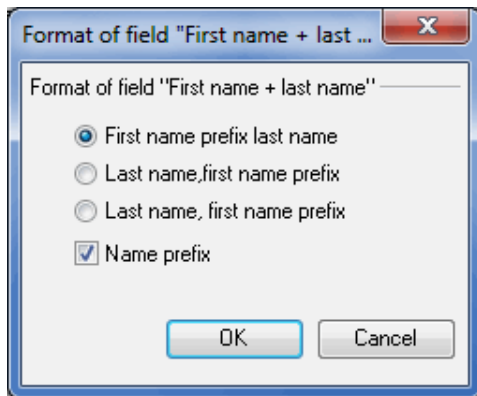 Format of field "First name + last ...
Format of field "First name + last name"
First name prefix last name
Last name,first name prefix
Last name, first name prefix
Name prefix
OK Cancel